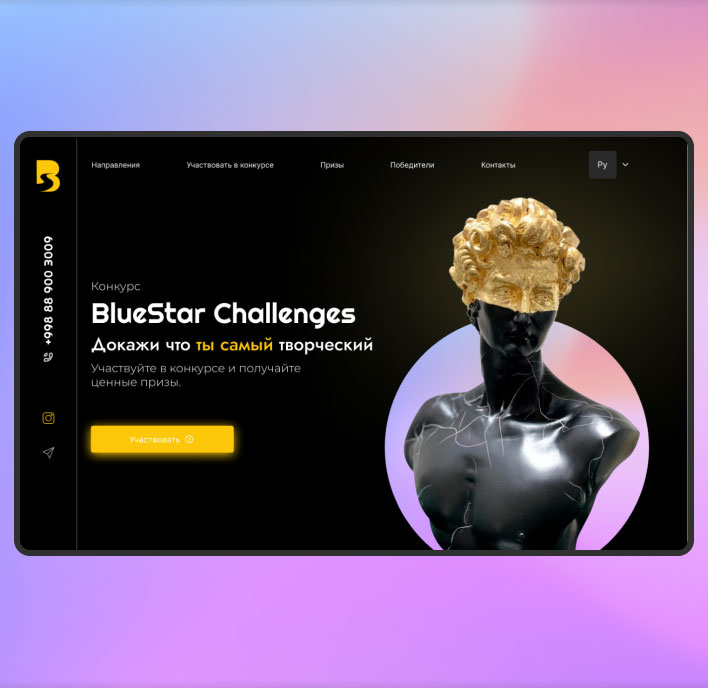 Направления
Участвовать в конкурсе
Призы
Победители
Контакты
Ру
+998 88 900 3009
Конкурс
BlueStar Challenges
Докажи что ты самый творческий
Участвуйте в конкурсе и получайте
ценные призы.
Участвовать